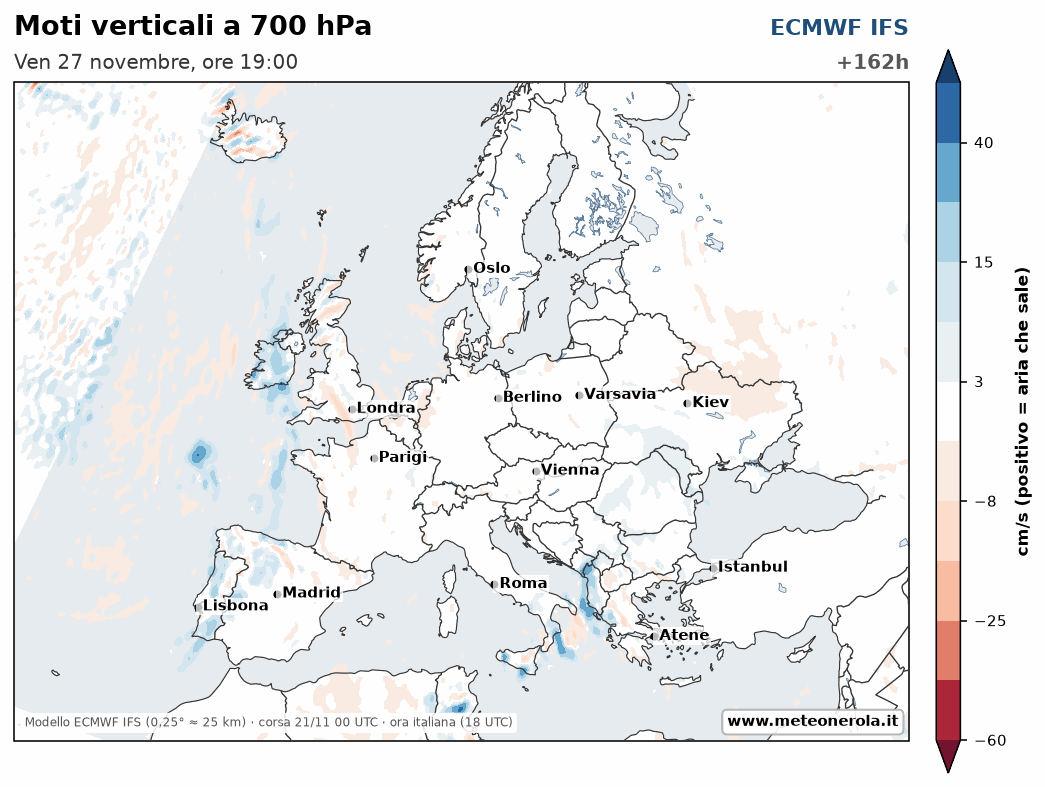 Moti verticali a 700 hPa
ECMWF IFS
Ven 27 novembre, ore 19:00
+162h
40
15
3
−8
−25
−60
cm/s (positivo = aria che sale)
Oslo
Berlino
Varsavia
Kiev
Londra
Parigi
Vienna
Istanbul
Roma
Madrid
Lisbona
Atene
Modello ECMWF IFS (0,25° ≈ 25 km) · corsa 21/11 00 UTC · ora italiana (18 UTC)
www.meteonerola.it